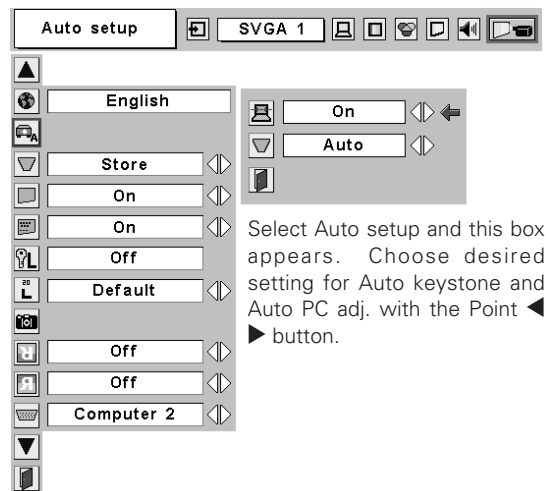 Auto setup
SVGA 1
English
Store
On
On
Off
Default
Off
Off
Computer 2
On
Auto
Select Auto setup and this box
appears. Choose desired
setting for Auto keystone and
Auto PC adj. with the Point ◀
▶ button.